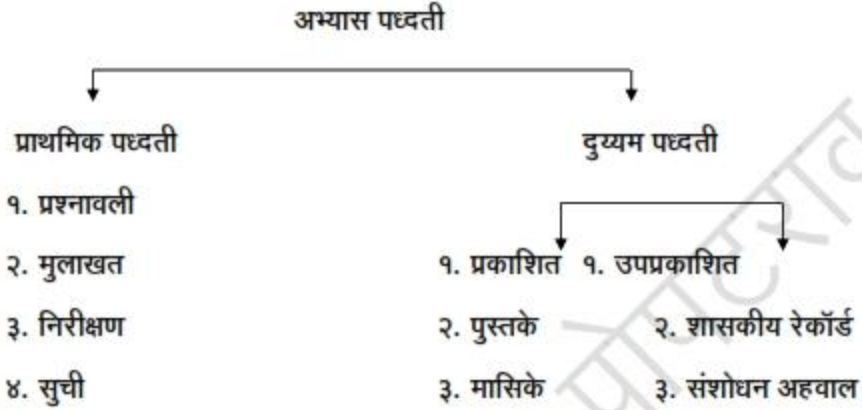 अभ्यास पध्दती
प्राथमिक पध्दती दुय्यम पध्दती
१. प्रश्नावली
२. मुलाखत १. प्रकाशित १. उपप्रकाशित
३. निरीक्षण २. पुस्तके २. शासकीय रेकॉर्ड
४. सुची ३. मासिके ३. संशोधन अहवाल